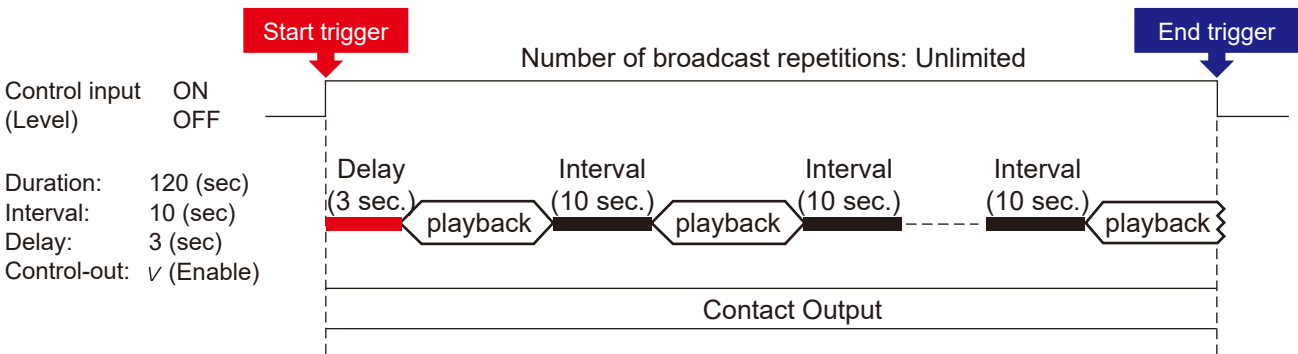 Start trigger
End trigger
Number of broadcast repetitions: Unlimited
Control input ON
(Level) OFF
Delay
(3 sec.)
Interval
(10 sec.)
Interval
(10 sec.)
Interval
(10 sec.)
Duration: 120 (sec)
Interval: 10 (sec)
Delay: 3 (sec)
Control-out: √ (Enable)
playback
playback
playback
Contact Output